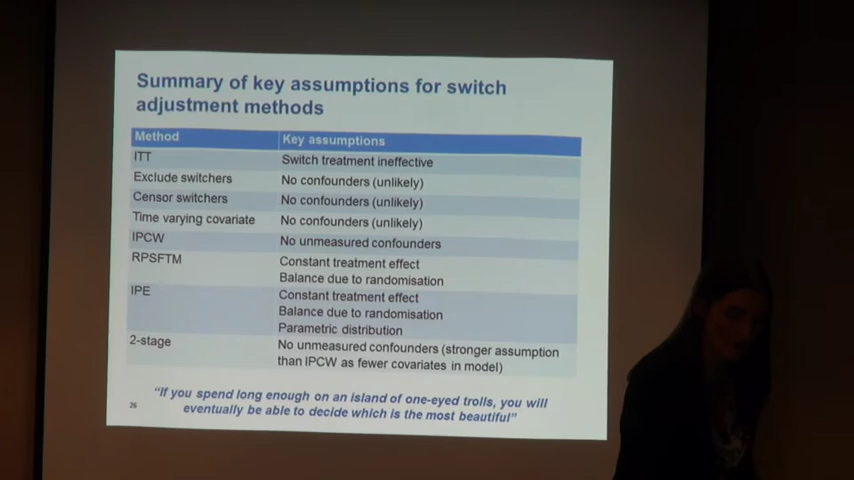 Summary of key assumptions for switch
adjustment methods
Method Key assumptions
ITT Switch treatment ineffective
Exclude switchers No confounders (unlikely)
Censor switchers No confounders (unlikely)
Time varying covariate No confounders (unlikely)
IPCW No unmeasured confounders
RPSFTM Constant treatment effect
Balance due to randomisation
IPE Constant treatment effect
Balance due to randomisation
Parametric distribution
2-stage No unmeasured confounders (stronger assumption
than IPCW as fewer covariates in model)
"If you spend long enough on an island of one-eyed trolls, you will
eventually be able to decide which is the most beautiful"
26